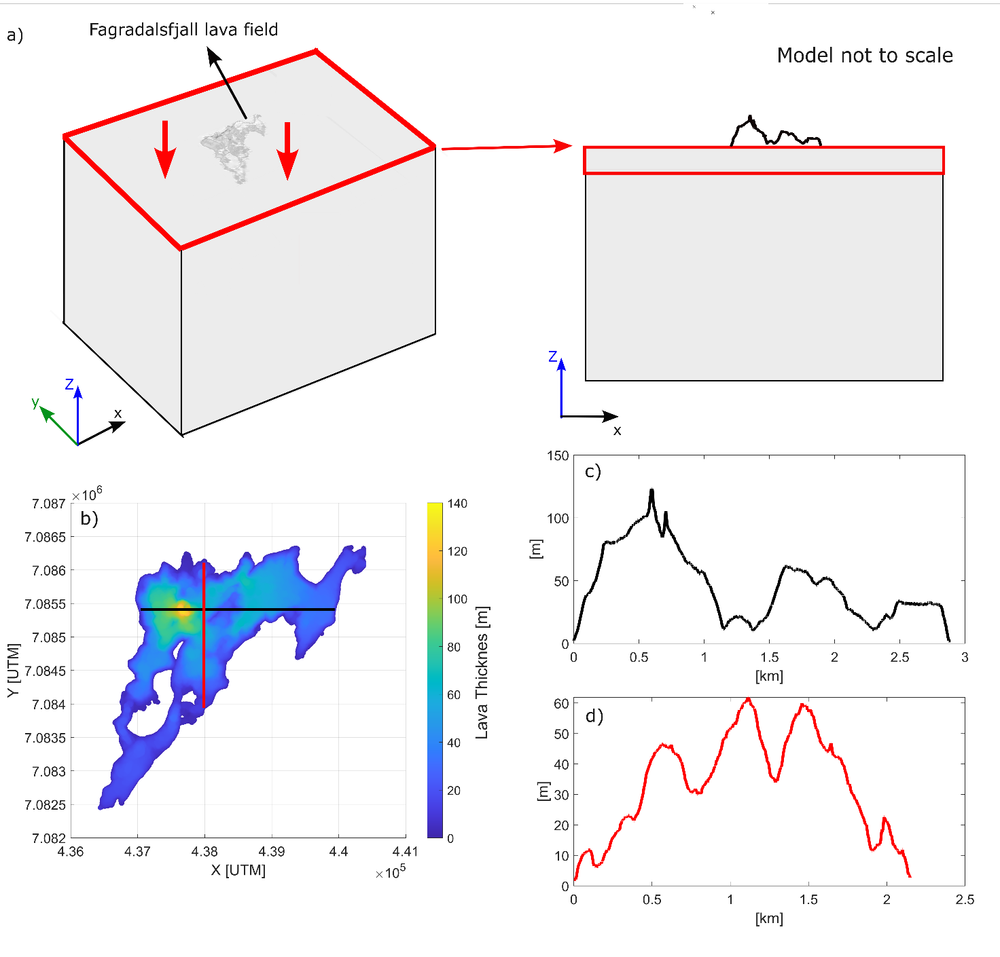 a)
Fagradalsfjall lava field
Model not to scale
Z
y
x
Z
x
×10⁶
b)
7.087
7.0865
7.086
7.0855
7.085
7.0845
7.084
7.0835
7.083
7.0825
7.082
Y [UTM]
4.36
4.37
4.38
4.39
4.4
4.41
X [UTM]
×10⁵
140
120
100
80
60
40
20
0
Lava Thicknes [m]
c)
150
100
50
0
[m]
0
0.5
1
1.5
2
2.5
3
[km]
d)
60
50
40
30
20
10
0
[m]
0
0.5
1
1.5
2
2.5
[km]